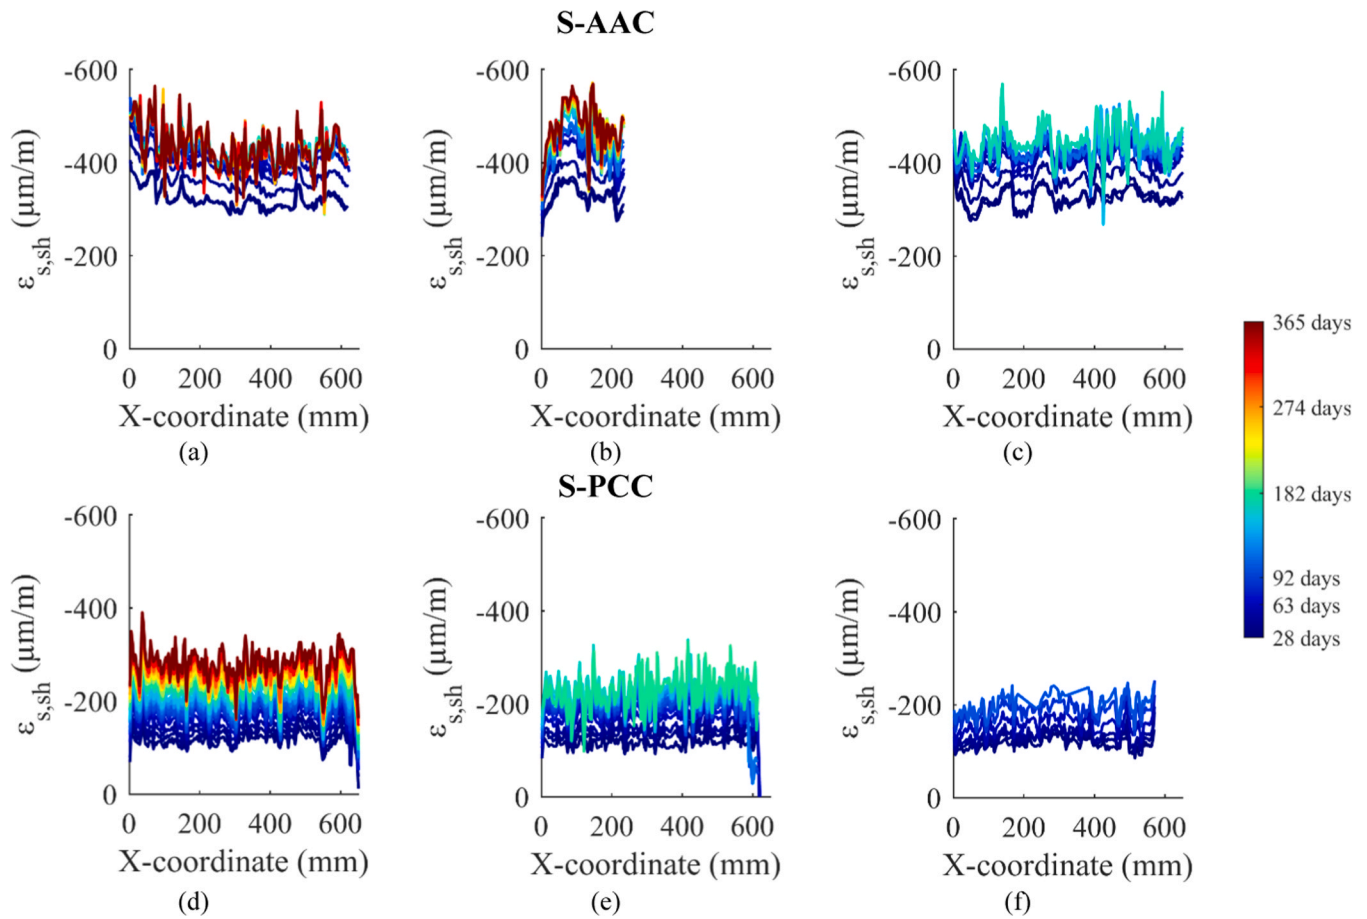 S-AAC
-600
-400
-200
0
0 200 400 600
εs,sh (μm/m)
X-coordinate (mm)
(a)
-600
-400
-200
0
0 200 400 600
εs,sh (μm/m)
X-coordinate (mm)
(b)
-600
-400
-200
0
0 200 400 600
εs,sh (μm/m)
X-coordinate (mm)
(c)
365 days
274 days
182 days
92 days
63 days
28 days
S-PCC
-600
-400
-200
0
0 200 400 600
εs,sh (μm/m)
X-coordinate (mm)
(d)
-600
-400
-200
0
0 200 400 600
εs,sh (μm/m)
X-coordinate (mm)
(e)
-600
-400
-200
0
0 200 400 600
εs,sh (μm/m)
X-coordinate (mm)
(f)